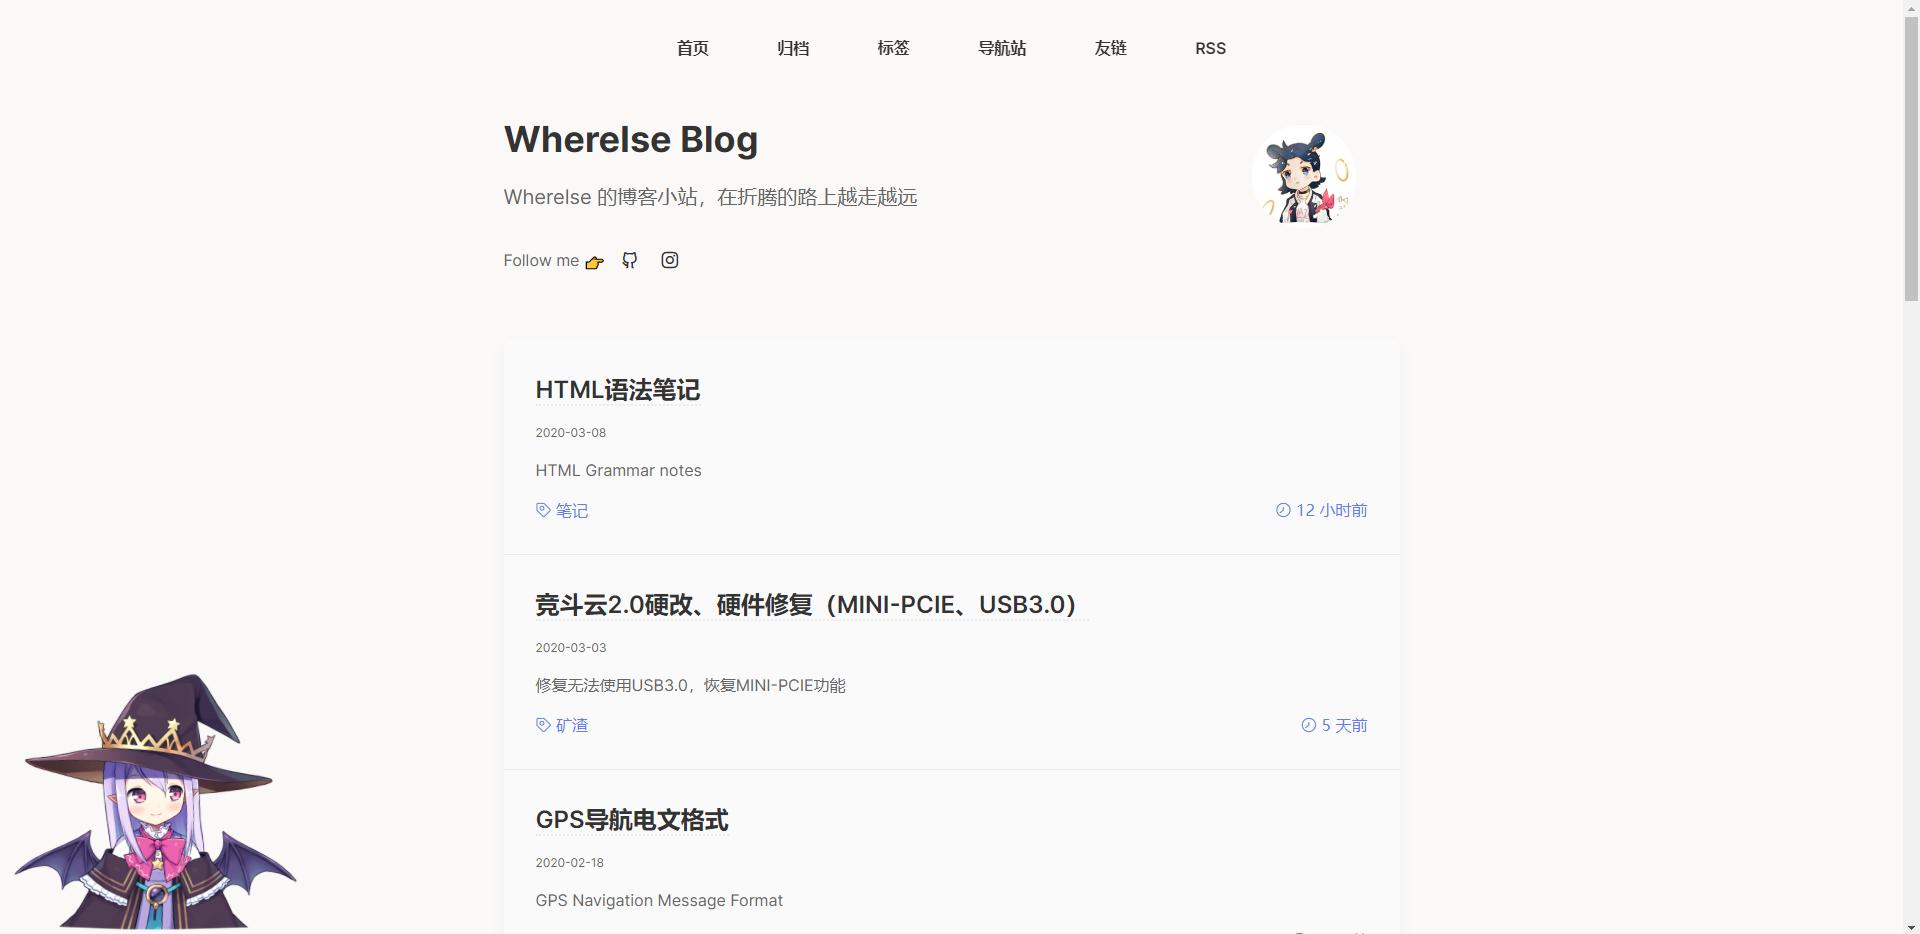 首页 归档 标签 导航站 友链 RSS
Wherelse Blog
Wherelse 的博客小站，在折腾的路上越走越远
Follow me 👉
HTML语法笔记
2020-03-08
HTML Grammar notes
笔记 12 小时前
竞斗云2.0硬改、硬件修复（MINI-PCIE、USB3.0）
2020-03-03
修复无法使用USB3.0，恢复MINI-PCIE功能
矿渣 5 天前
GPS导航电文格式
2020-02-18
GPS Navigation Message Format